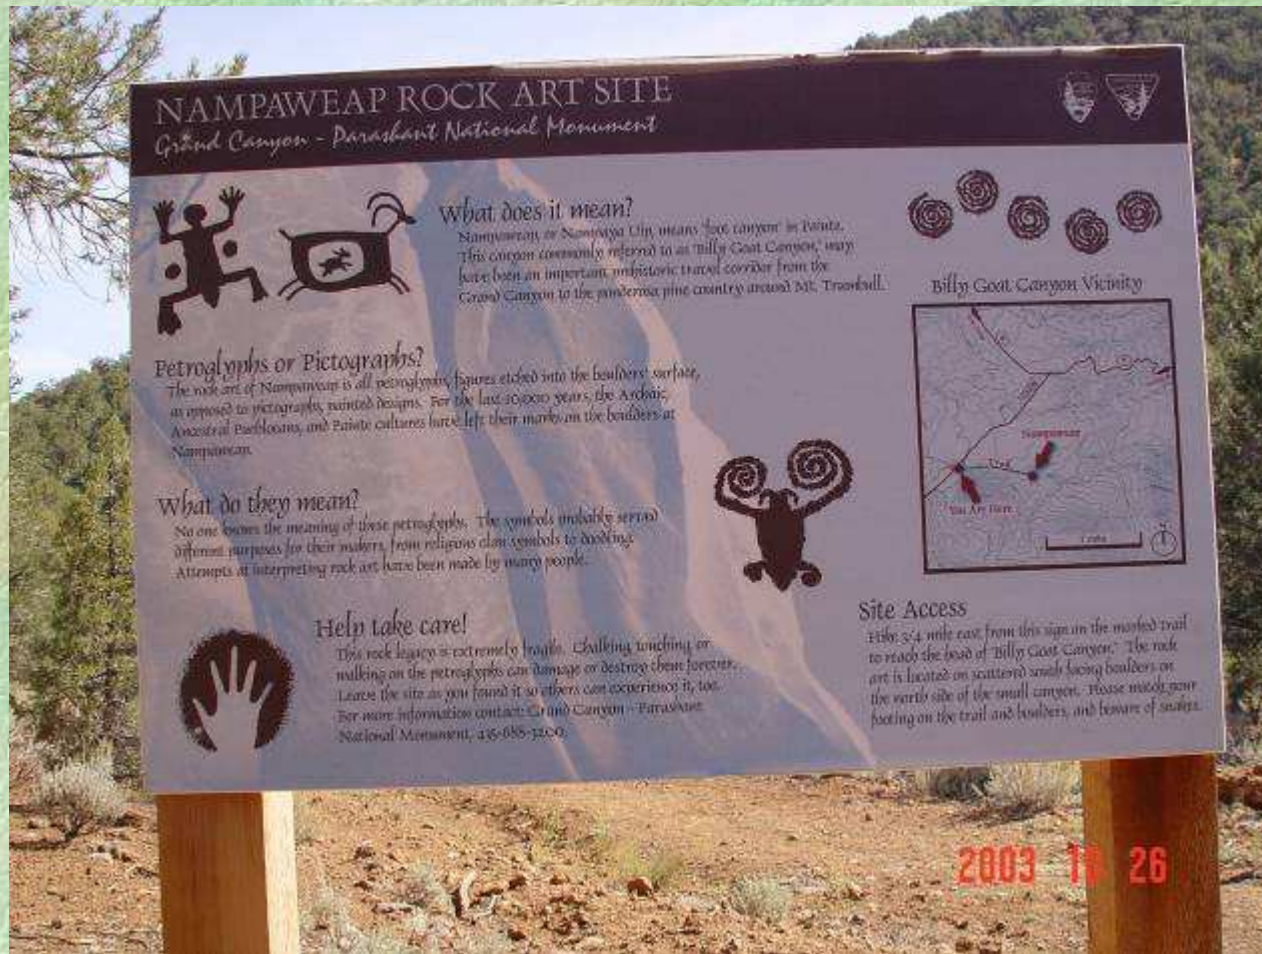 NAMPAWEAP ROCK ART SITE
Grand Canyon - Parashant National Monument
What does it mean?
Nampaweap, or Nampaya Uip, means 'foot canyon' in Paiute.
This canyon commonly referred to as 'Billy Goat Canyon,' may
have been an important prehistoric travel corridor from the
Grand Canyon to the ponderosa pine country around Mt. Trumbull.
Petroglyphs or Pictographs?
The rock art of Nampaweap is all petroglyphs, figures etched into the boulders' surface,
as opposed to pictographs, painted designs. For the last 10,000 years, the Archaic,
Ancestral Puebloans, and Paiute cultures have left their marks on the boulders at
Nampaweap.
What do they mean?
No one knows the meaning of these petroglyphs. The symbols probably served
different purposes for their makers, from religious clan symbols to doodling.
Attempts at interpreting rock art have been made by many people.
Help take care!
This rock legacy is extremely fragile. Chalking, touching or
walking on the petroglyphs can damage or destroy them forever.
Leave the site as you found it so others can experience it, too.
For more information contact: Grand Canyon - Parashant
National Monument, 435-688-3200.
Billy Goat Canyon Vicinity
Nampaweap
Trail
You Are Here
1 mile
Site Access
Hike 3/4 mile east from this sign on the marked trail
to reach the head of 'Billy Goat Canyon.' The rock
art is located on scattered south facing boulders on
the north side of the small canyon. Please watch your
footing on the trail and boulders, and beware of snakes.
2003 10 26